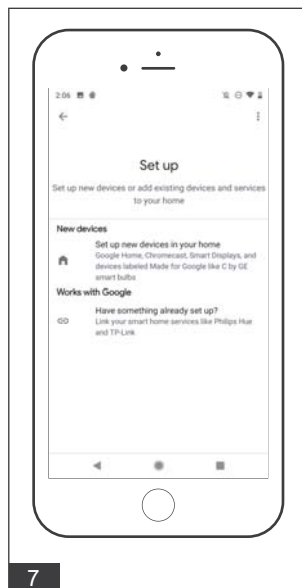 2:06
Set up
Set up new devices or add existing devices and services
to your home
New devices
Set up new devices in your home
Google Home, Chromecast, Smart Displays, and
devices labeled Made for Google like C by GE
smart bulbs
Works with Google
Have something already set up?
Link your smart home services like Philips Hue
and TP-Link
7